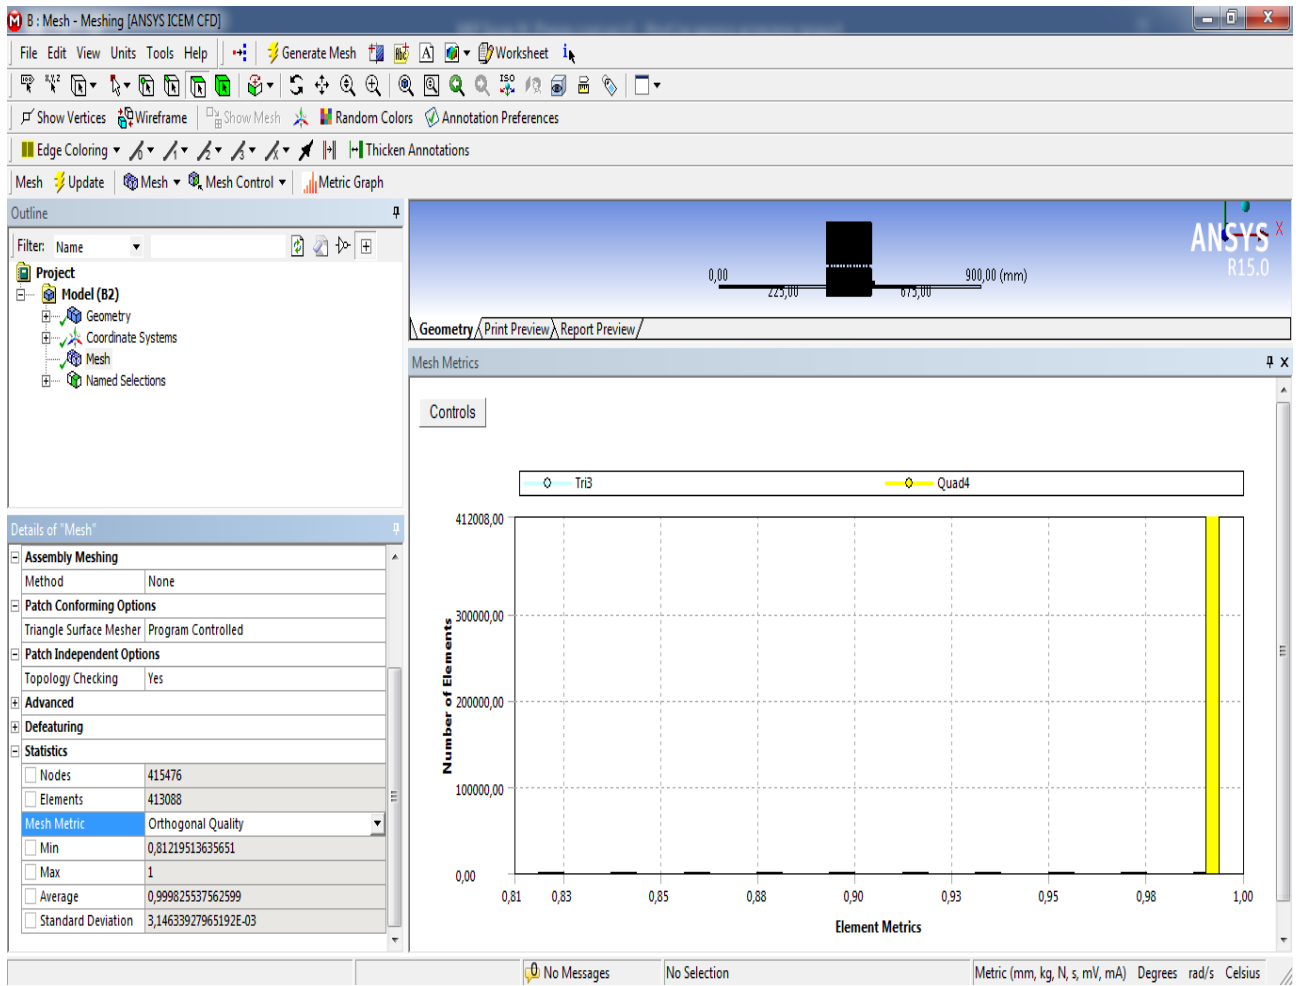 B : Mesh - Meshing [ANSYS ICEM CFD]
File Edit View Units Tools Help Generate Mesh A Worksheet
ISO
Show Vertices Wireframe Show Mesh Random Colors Annotation Preferences
Edge Coloring Thicken Annotations
Mesh Update Mesh Mesh Control Metric Graph
Outline
Filter: Name
Project
Model (B2)
Geometry
Coordinate Systems
Mesh
Named Selections
0,00 900,00 (mm)
225,00 675,00
X
ANSYS
R15.0
Geometry Print Preview Report Preview
Mesh Metrics
Controls
Tri3 Quad4
412008,00
300000,00
200000,00
100000,00
0,00
Number of Elements
0,81 0,83 0,85 0,88 0,90 0,93 0,95 0,98 1,00
Element Metrics
Details of "Mesh"
Assembly Meshing
Method None
Patch Conforming Options
Triangle Surface Mesher Program Controlled
Patch Independent Options
Topology Checking Yes
Advanced
Defeaturing
Statistics
Nodes 415476
Elements 413088
Mesh Metric Orthogonal Quality
Min 0,81219513635651
Max 1
Average 0,999825537562599
Standard Deviation 3,14633927965192E-03
0 No Messages No Selection Metric (mm, kg, N, s, mV, mA) Degrees rad/s Celsius